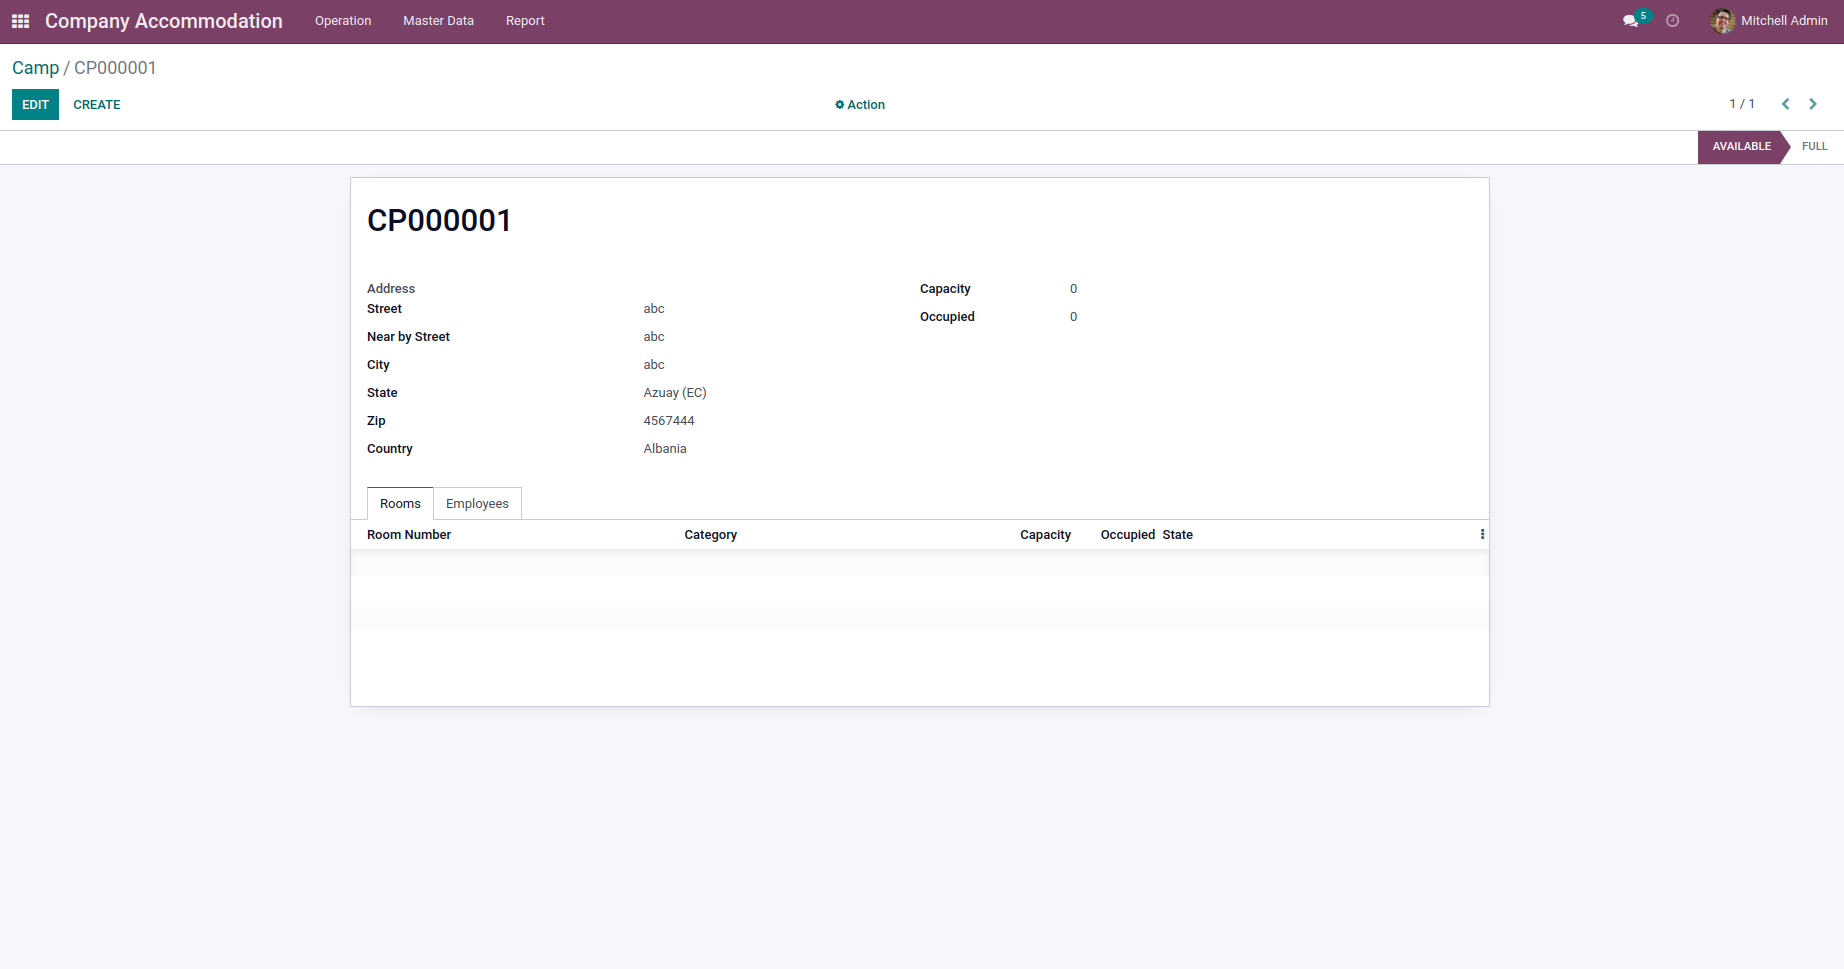 Company Accommodation Operation Master Data Report 5 Mitchell Admin
Camp / CP000001
EDIT CREATE Action 1 / 1
AVAILABLE FULL
CP000001
Address Capacity 0
Street abc
Occupied 0
Near by Street abc
City abc
State Azuay (EC)
Zip 4567444
Country Albania
Rooms Employees
Room Number Category Capacity Occupied State